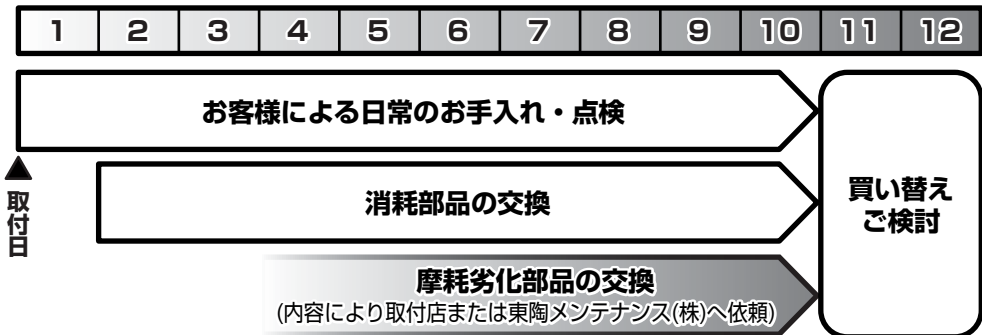 1 2 3 4 5 6 7 8 9 10 11 12
お客様による日常のお手入れ・点検
取付日
消耗部品の交換
買い替え
ご検討
摩耗劣化部品の交換
(内容により取付店または東陶メンテナンス(株)へ依頼)